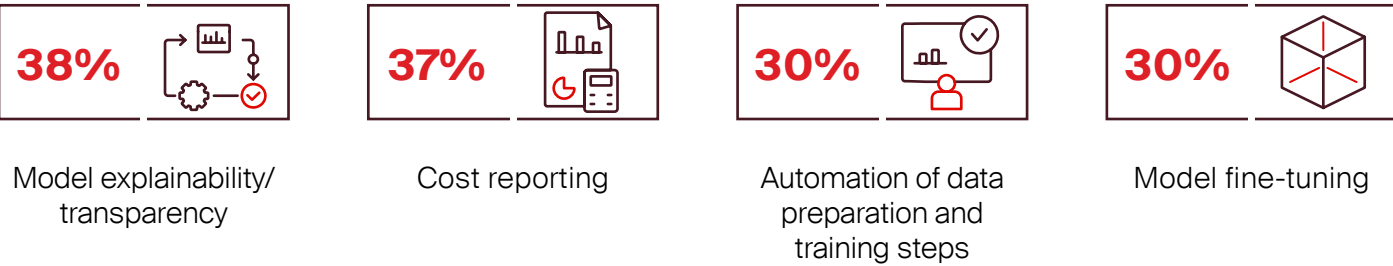 38%
Model explainability/
transparency
37%
Cost reporting
30%
Automation of data
preparation and
training steps
30%
Model fine-tuning